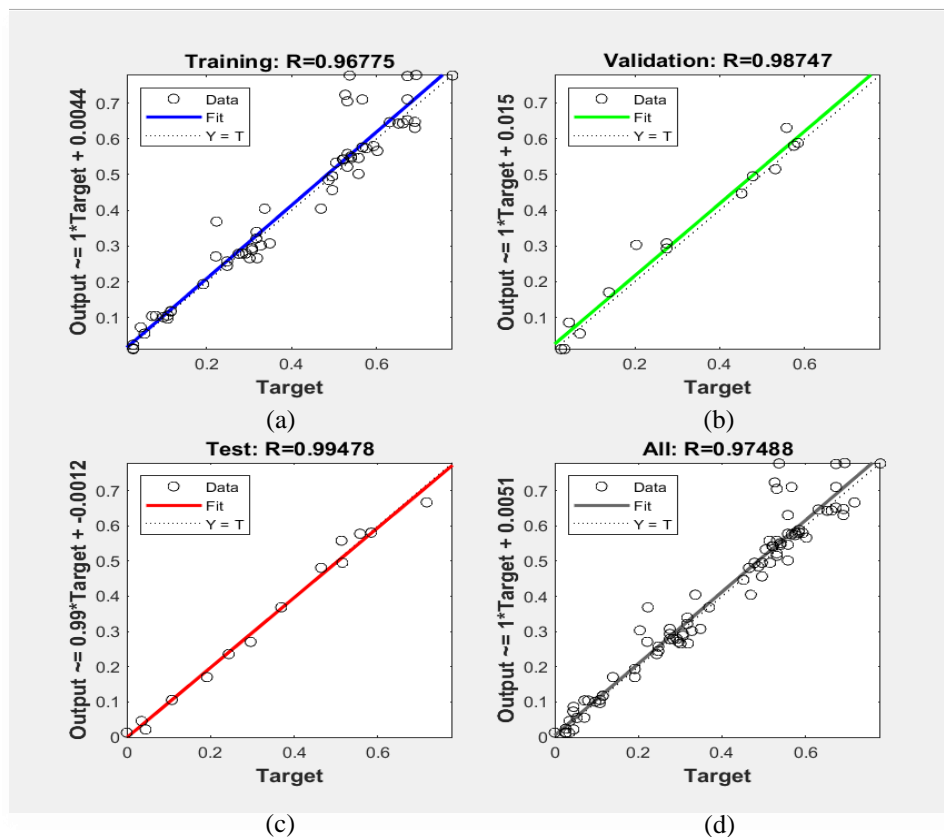 Training: R=0.96775
Output ~= 1*Target + 0.0044
0.7
0.6
0.5
0.4
0.3
0.2
0.1
Data
Fit
Y = T
0.2
0.4
0.6
Target
(a)
Validation: R=0.98747
Output ~= 1*Target + 0.015
0.7
0.6
0.5
0.4
0.3
0.2
0.1
Data
Fit
Y = T
0.2
0.4
0.6
Target
(b)
Test: R=0.99478
Output ~= 0.99*Target + -0.0012
0.7
0.6
0.5
0.4
0.3
0.2
0.1
0
Data
Fit
Y = T
0
0.2
0.4
0.6
Target
(c)
All: R=0.97488
Output ~= 1*Target + 0.0051
0.7
0.6
0.5
0.4
0.3
0.2
0.1
0
Data
Fit
Y = T
0
0.2
0.4
0.6
Target
(d)